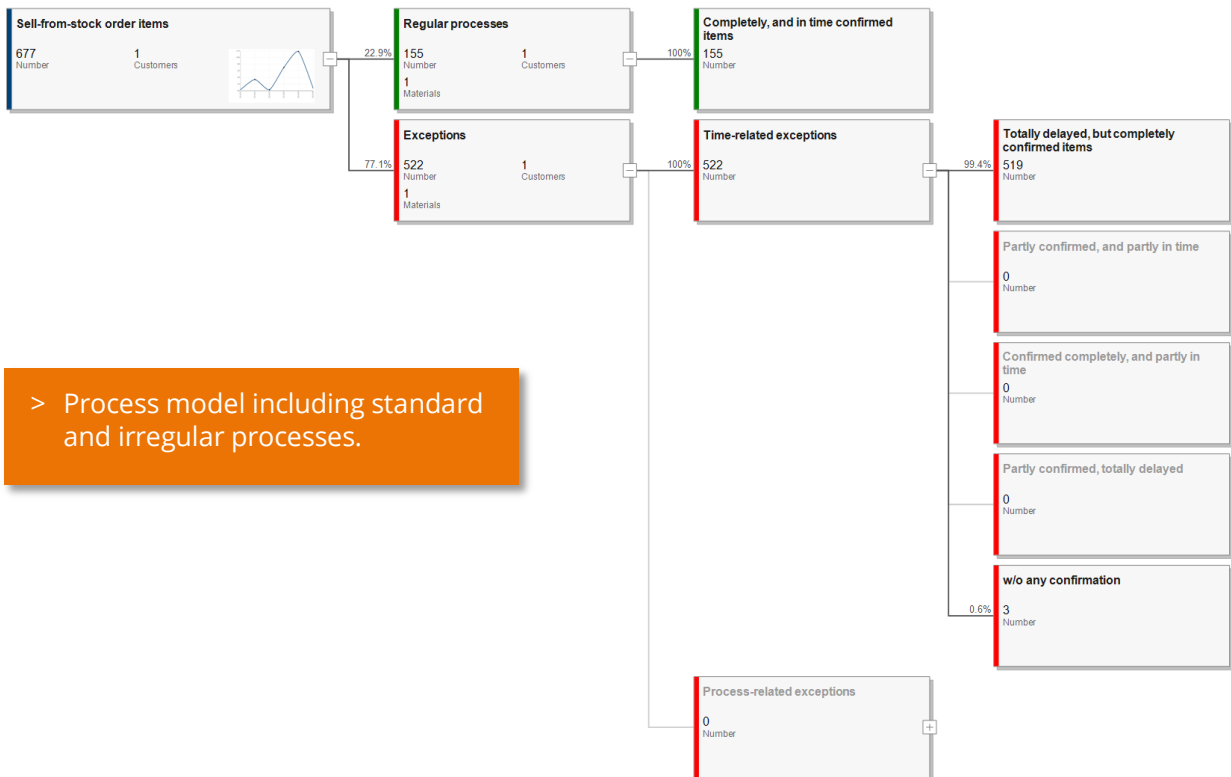 Sell-from-stock order items
677
Number
1
Customers
22.9%
Regular processes
155
Number
1
Customers
1
Materials
100%
Completely, and in time confirmed
items
155
Number
77.1%
Exceptions
522
Number
1
Customers
1
Materials
100%
Time-related exceptions
522
Number
99.4%
Totally delayed, but completely
confirmed items
519
Number
Partly confirmed, and partly in time
0
Number
Confirmed completely, and partly in
time
0
Number
Partly confirmed, totally delayed
0
Number
0.6%
w/o any confirmation
3
Number
> Process model including standard
and irregular processes.
Process-related exceptions
0
Number